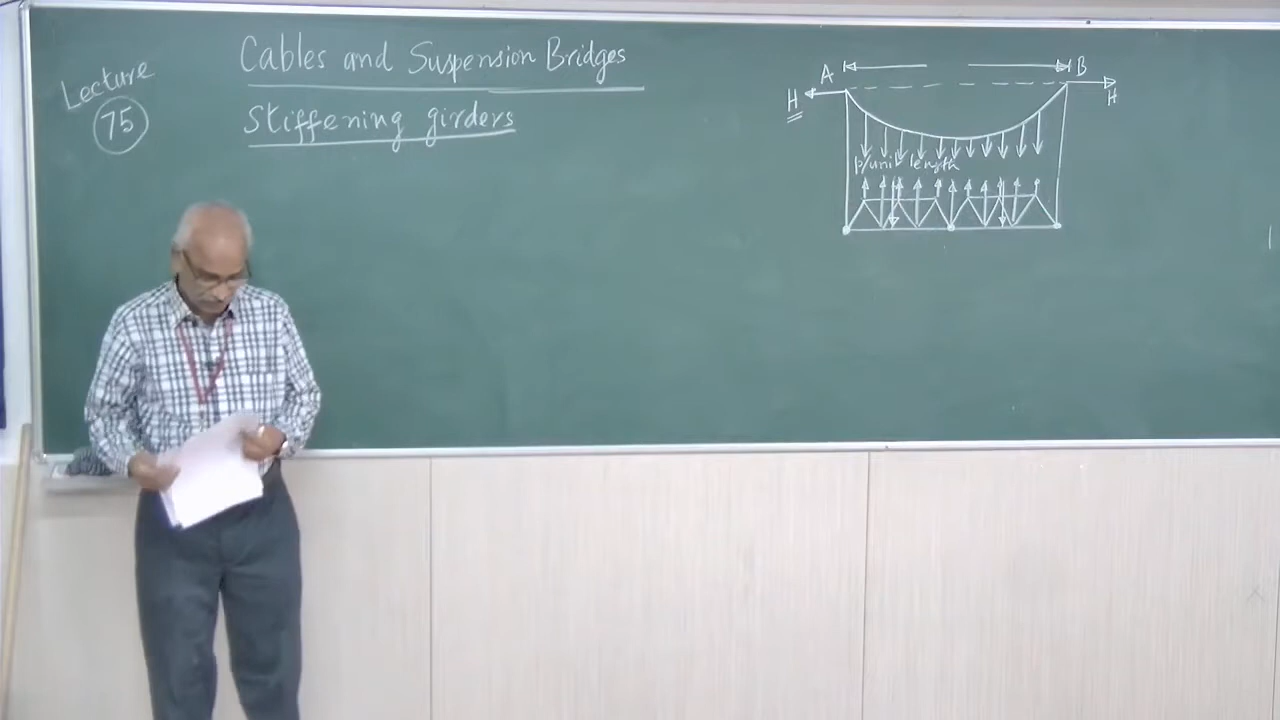 Lecture
75
Cables and Suspension Bridges
Stiffening girders
A
B
H
H
p/unit length